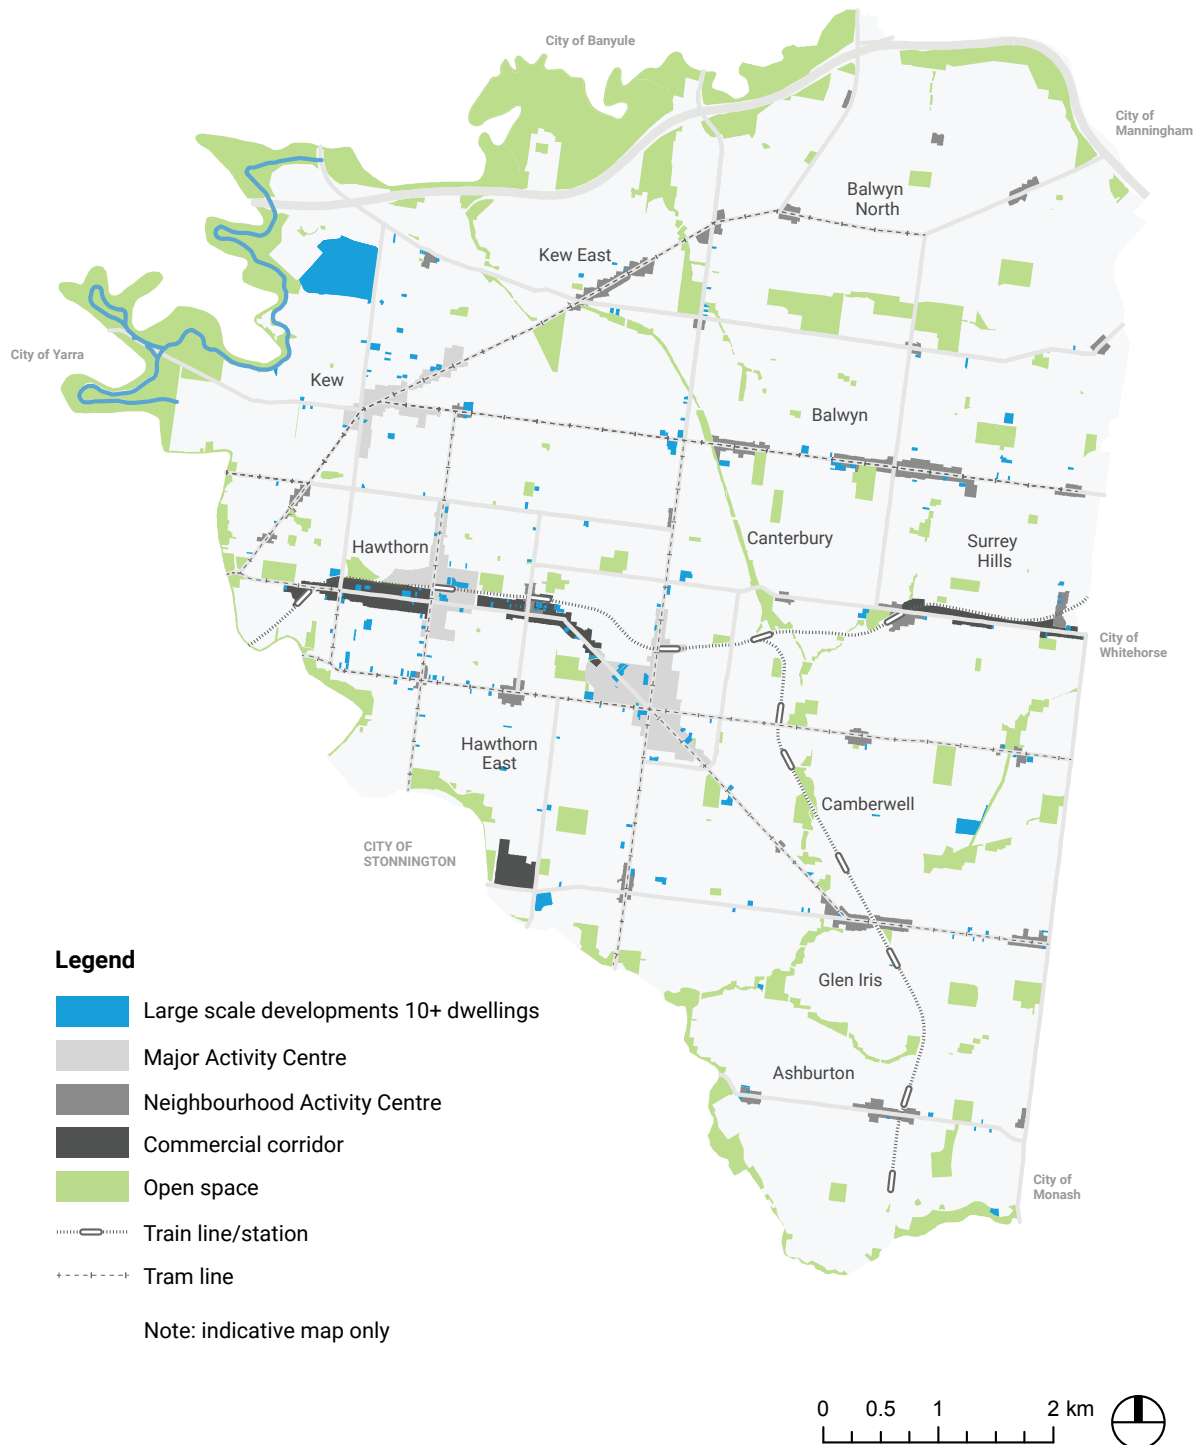 City of Banyule
City of
Manningham
Balwyn
North
Kew East
City of Yarra
Kew
Balwyn
Hawthorn
Canterbury
Surrey
Hills
City of
Whitehorse
Hawthorn
East
Camberwell
CITY OF
STONNINGTON
Glen Iris
Ashburton
City of
Monash
Legend
Large scale developments 10+ dwellings
Major Activity Centre
Neighbourhood Activity Centre
Commercial corridor
Open space
Train line/station
Tram line
Note: indicative map only
0 0.5 1 2 km